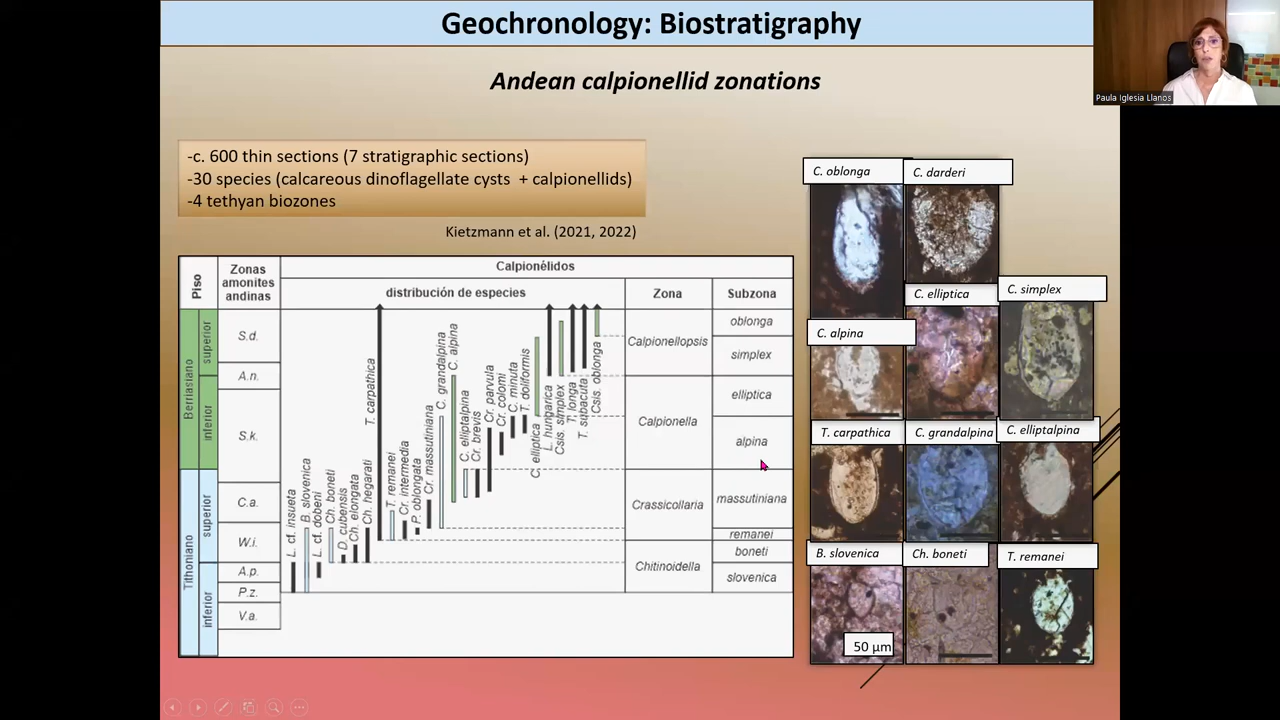 Geochronology: Biostratigraphy
Paula Iglesia Llanos
Andean calpionellid zonations
-c. 600 thin sections (7 stratigraphic sections)
-30 species (calcareous dinoflagellate cysts + calpionellids)
-4 tethyan biozones
Kietzmann et al. (2021, 2022)
Piso
Zonas
amonites
andinas
Calpionélidos
distribución de especies
Zona
Subzona
Berriasiano
superior
inferior
Tithoniano
superior
inferior
S.d.
A.n.
S.k.
C.a.
W.i.
A.p.
P.z.
V.a.
L. cf. insueta
B. slovenica
L. cf. dobeni
Ch. boneti
D. cubensis
Ch. elongata
Ch. hegarati
T. carpathica
T. remanei
Cr. intermedia
P. oblongata
Cr. massutiniana
C. grandalpina
C. alpina
C. elliptalpina
Cr. brevis
Cr. parvula
Cr. colomi
C. minuta
T. doliformis
C. elliptica
L. hungarica
Csis. simplex
T. longa
T. subacuta
Csis. oblonga
Calpionellopsis
Calpionella
Crassicollaria
Chitinoidella
oblonga
simplex
elliptica
alpina
massutiniana
remanei
boneti
slovenica
C. oblonga
C. darderi
C. elliptica
C. simplex
C. alpina
T. carpathica
C. grandalpina
C. elliptalpina
B. slovenica
Ch. boneti
T. remanei
50 µm